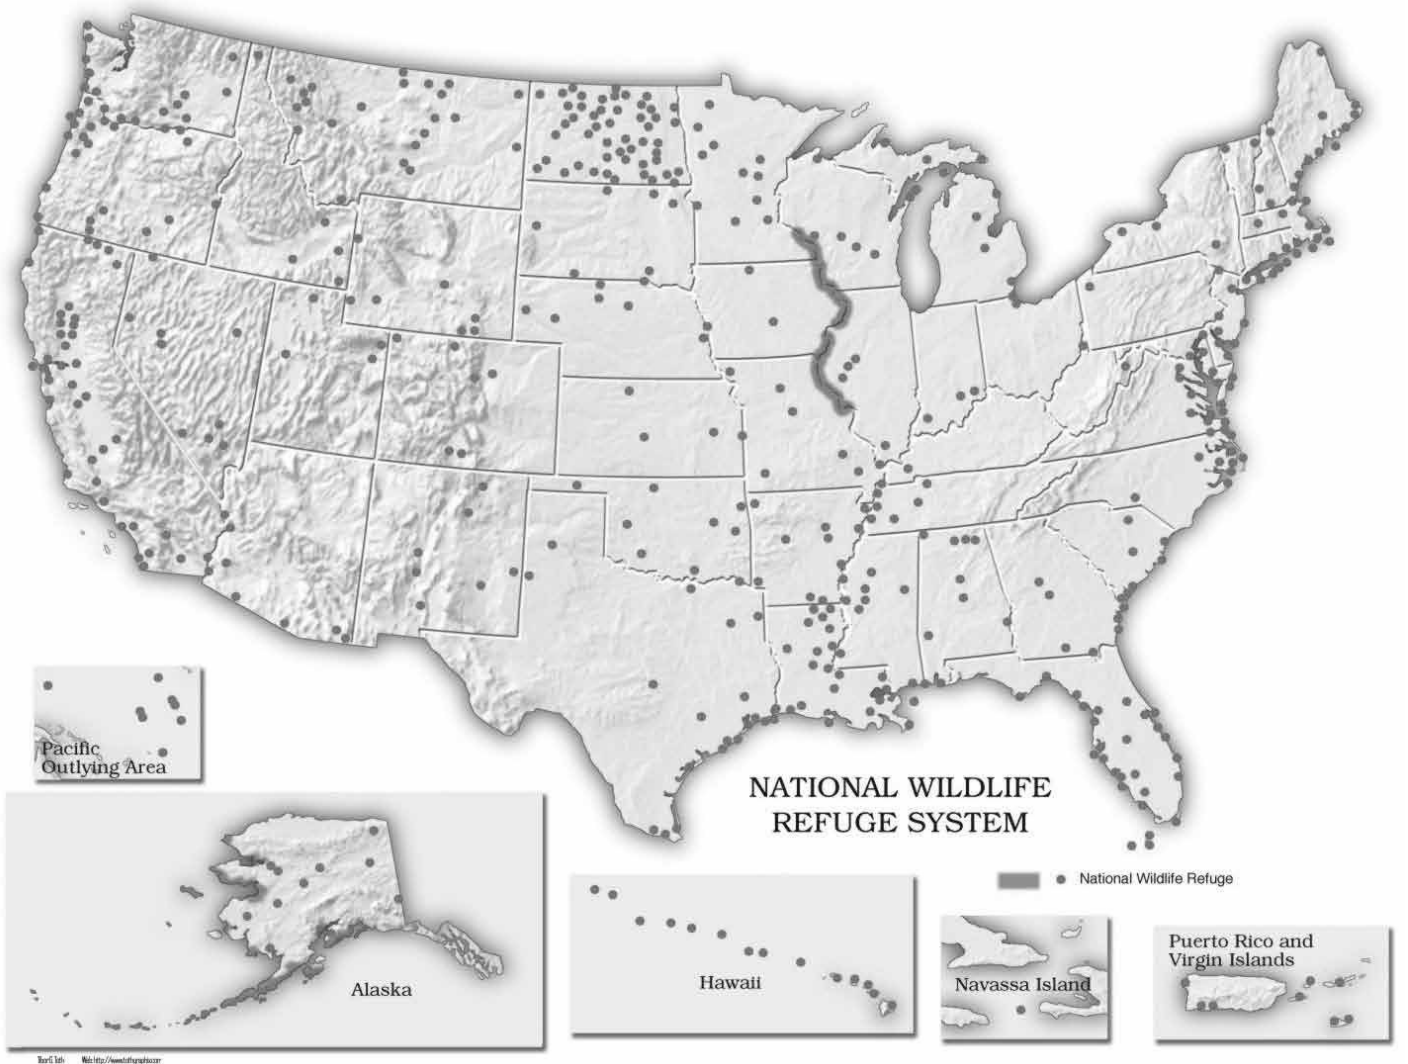 Pacific
Outlying Area
NATIONAL WILDLIFE
REFUGE SYSTEM
National Wildlife Refuge
Alaska
Hawaii
Navassa Island
Puerto Rico and
Virgin Islands